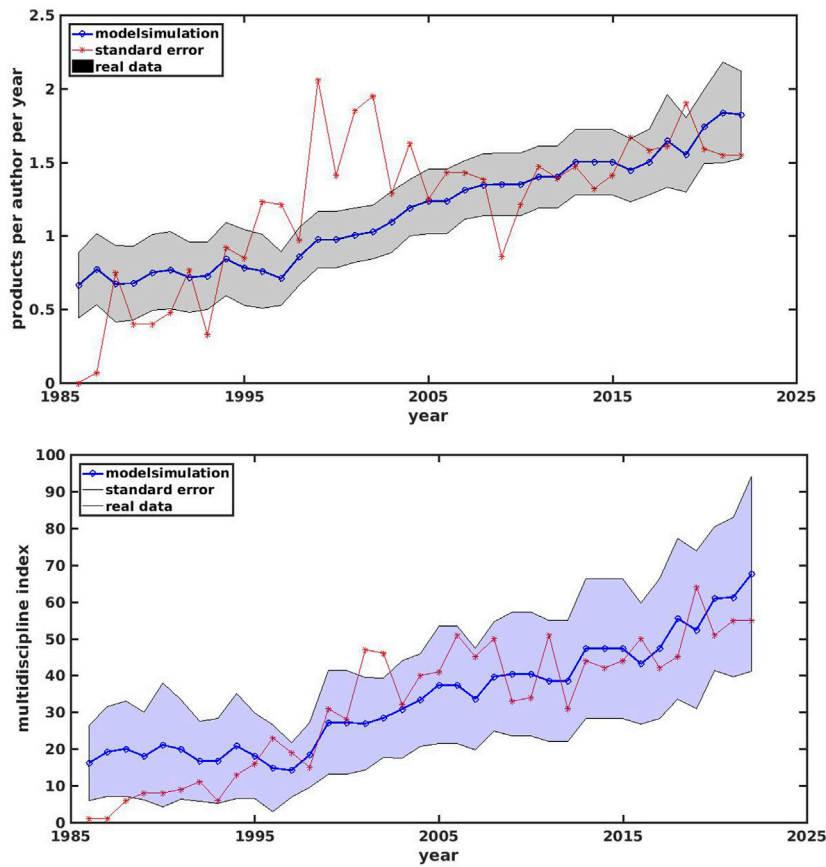 2.5
2
1.5
1
0.5
0
products per author per year
modelsimulation
standard error
real data
1985
1995
2005
2015
2025
year
100
90
80
70
60
50
40
30
20
10
0
multidiscipline index
modelsimulation
standard error
real data
1985
1995
2005
2015
2025
year